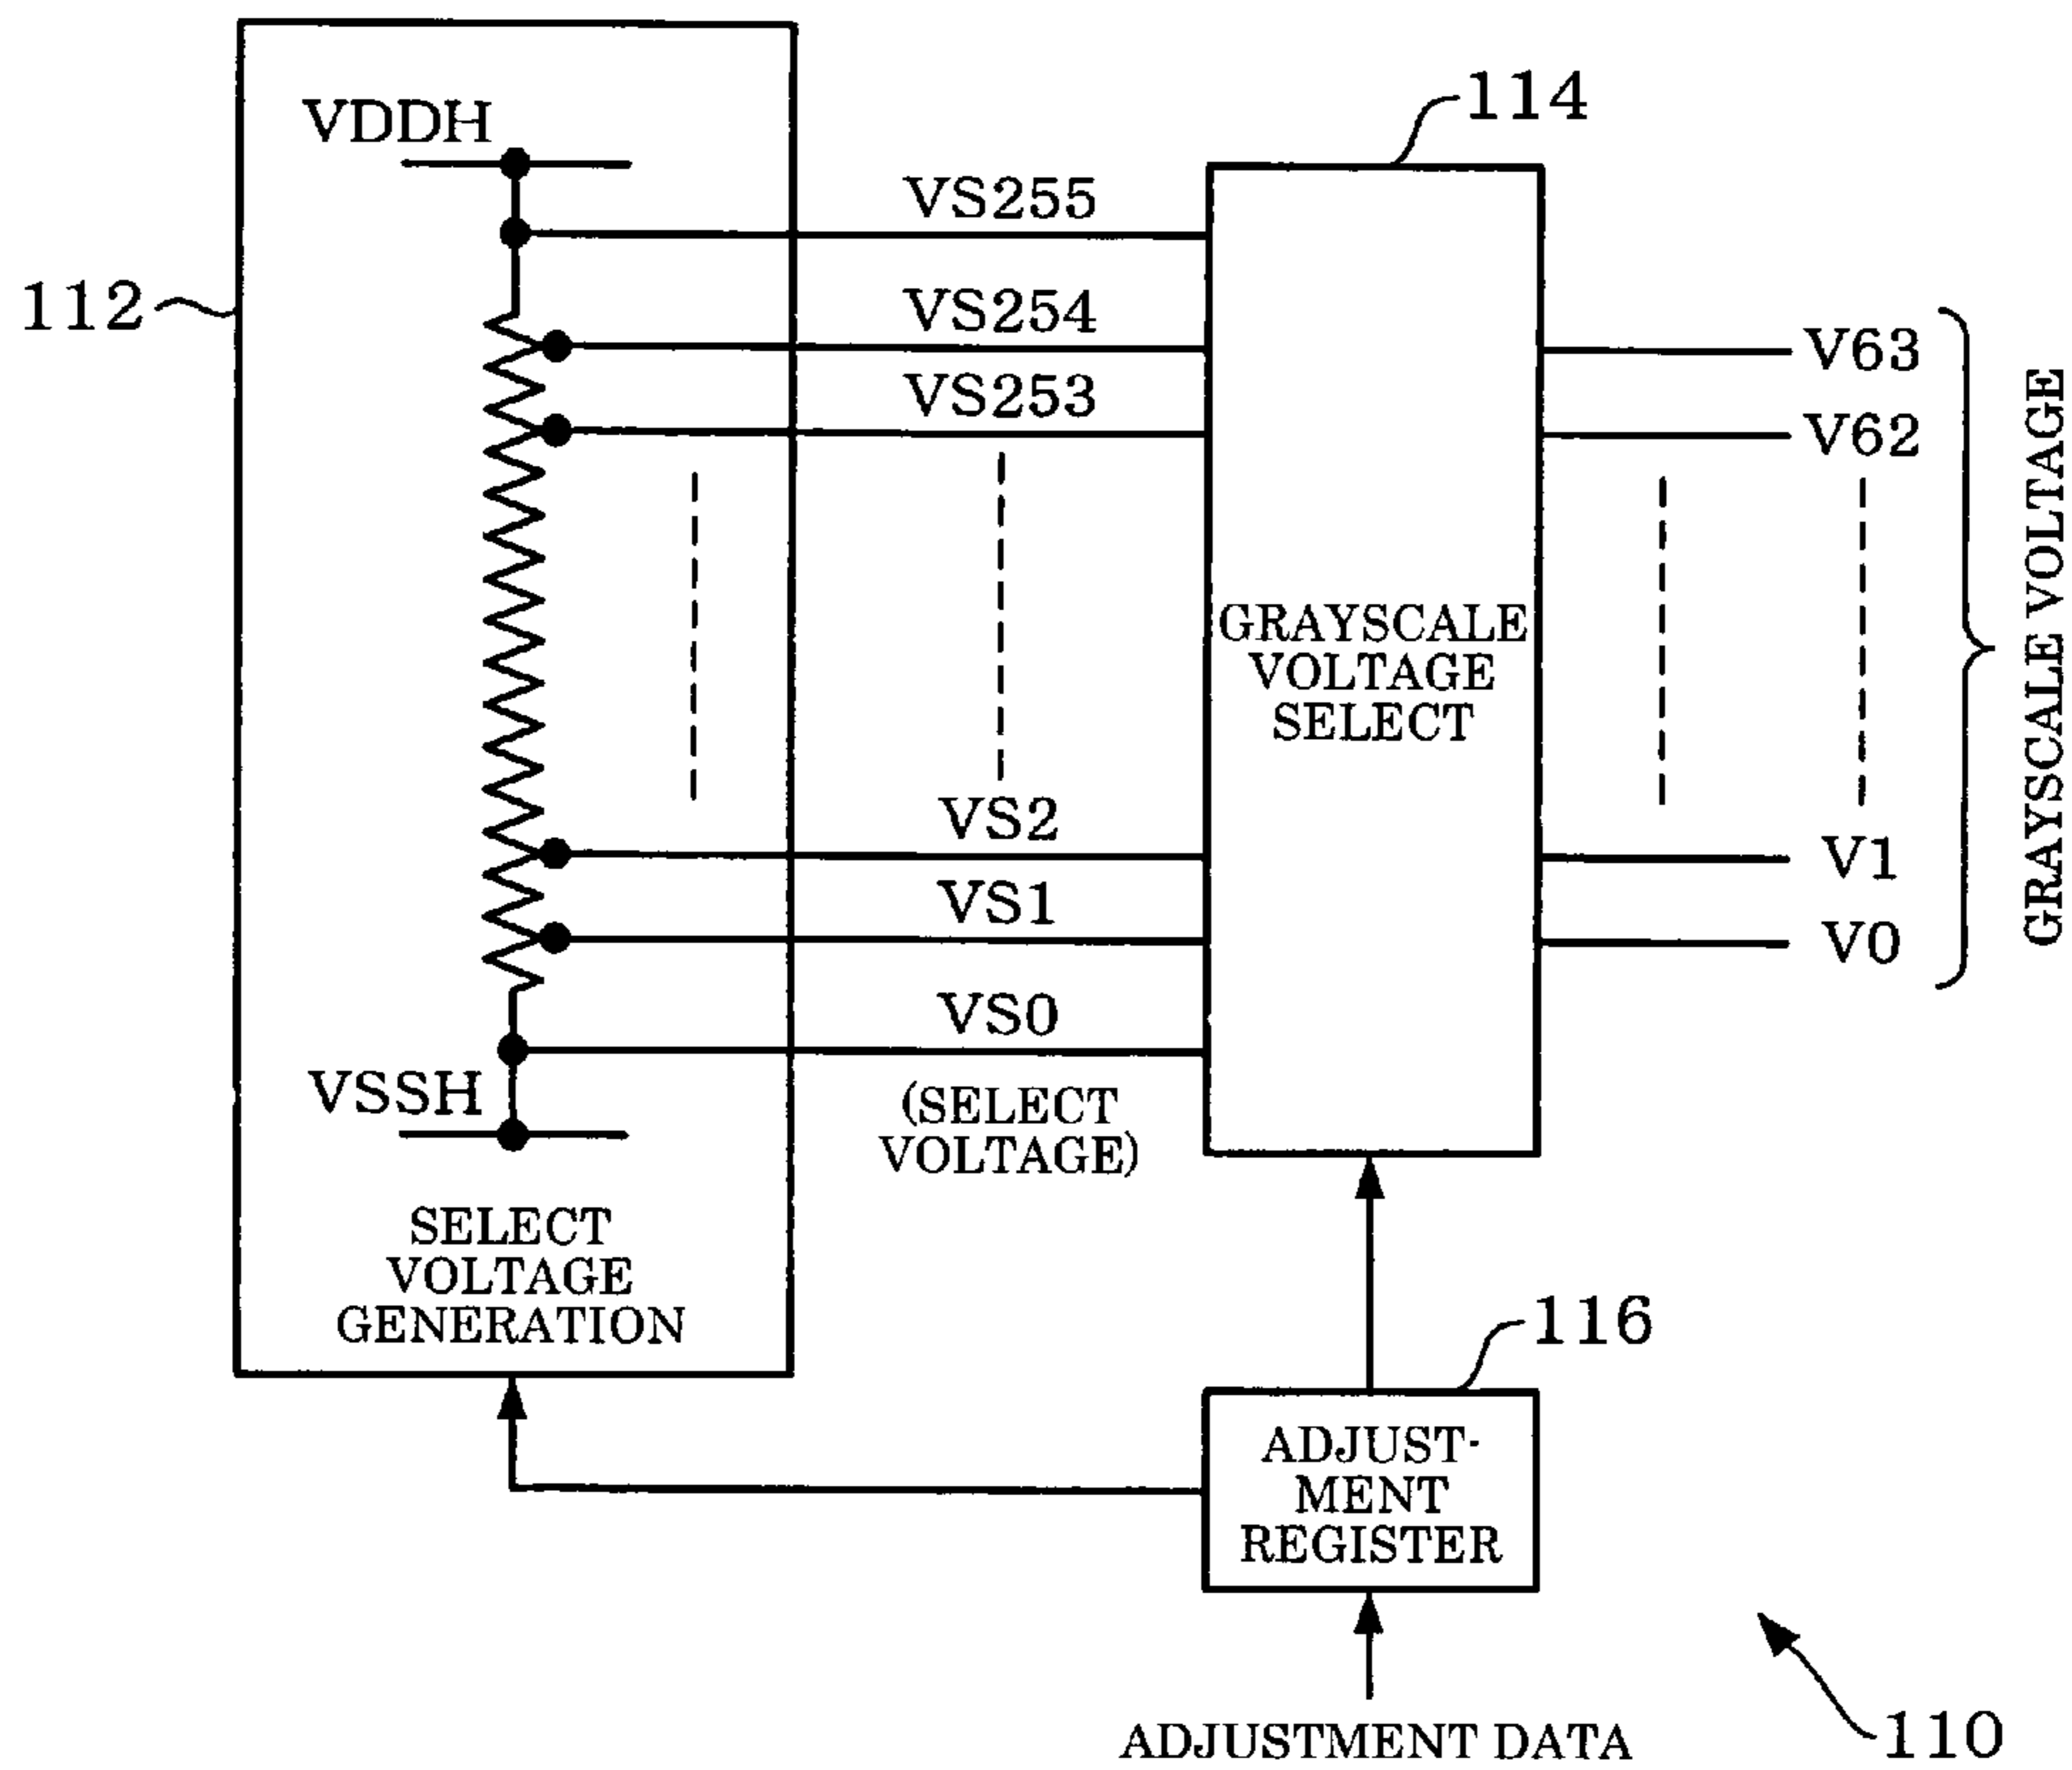 VDDH
112
VS255
VS254
VS253
VS2
VS1
VS0
(SELECT
VOLTAGE)
VSSH
SELECT
VOLTAGE
GENERATION
114
GRAYSCALE
VOLTAGE
SELECT
V63
V62
V1
V0
GRAYSCALE VOLTAGE
116
ADJUST-
MENT
REGISTER
ADJUSTMENT DATA
110